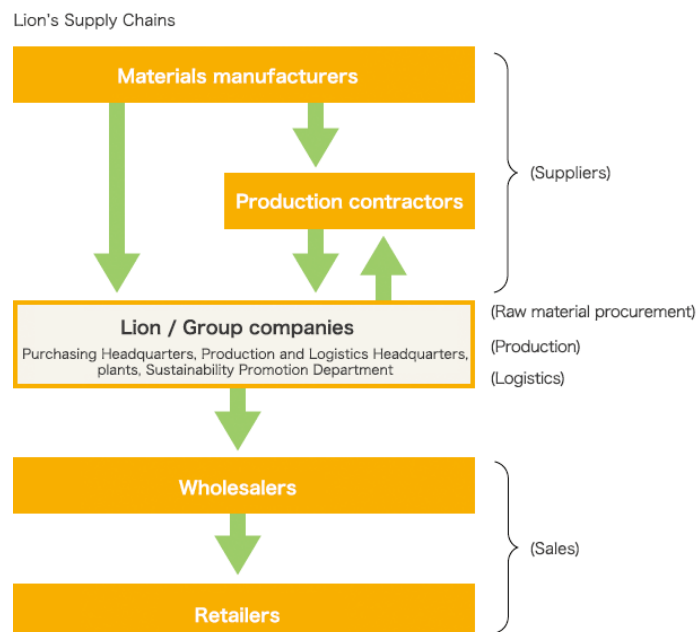 Lion's Supply Chains
Materials manufacturers
(Suppliers)
Production contractors
Lion / Group companies
Purchasing Headquarters, Production and Logistics Headquarters,
plants, Sustainability Promotion Department
(Raw material procurement)
(Production)
(Logistics)
Wholesalers
(Sales)
Retailers